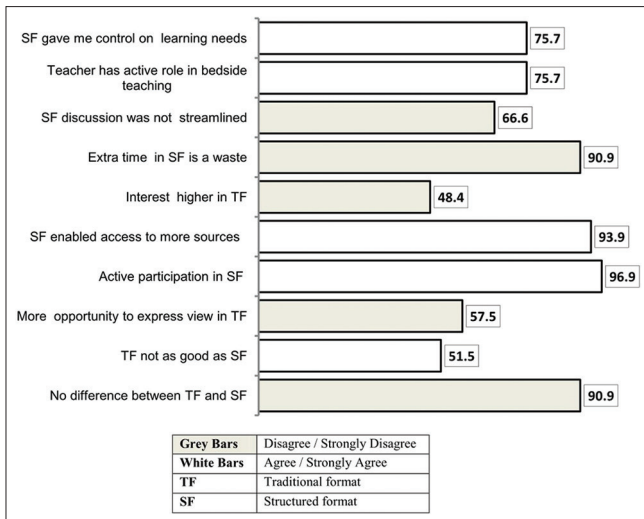 SF gave me control on learning needs
75.7
Teacher has active role in bedside
teaching
75.7
SF discussion was not streamlined
66.6
Extra time in SF is a waste
90.9
Interest higher in TF
48.4
SF enabled access to more sources
93.9
Active participation in SF
96.9
More opportunity to express view in TF
57.5
TF not as good as SF
51.5
No difference between TF and SF
90.9
Grey Bars Disagree / Strongly Disagree
White Bars Agree / Strongly Agree
TF Traditional format
SF Structured format